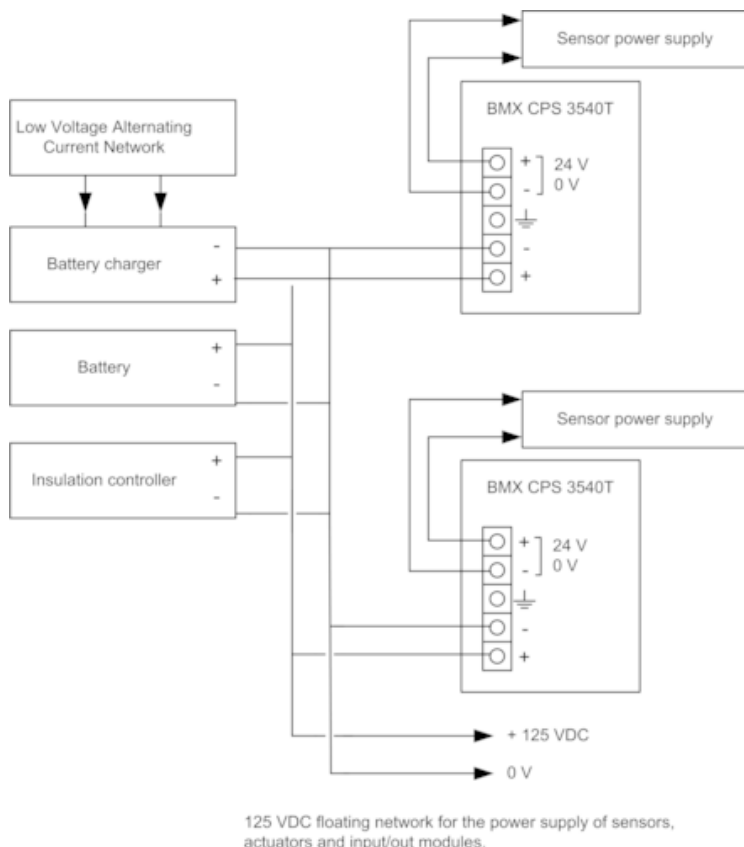 Sensor power supply
BMX CPS 3540T
Low Voltage Alternating
Current Network
+ 24 V
- 0 V
Battery charger
-
+
-
+
Battery
+
-
Sensor power supply
Insulation controller
+
-
BMX CPS 3540T
+ 24 V
- 0 V
-
+
+ 125 VDC
0 V
125 VDC floating network for the power supply of sensors,
actuators and input/out modules.